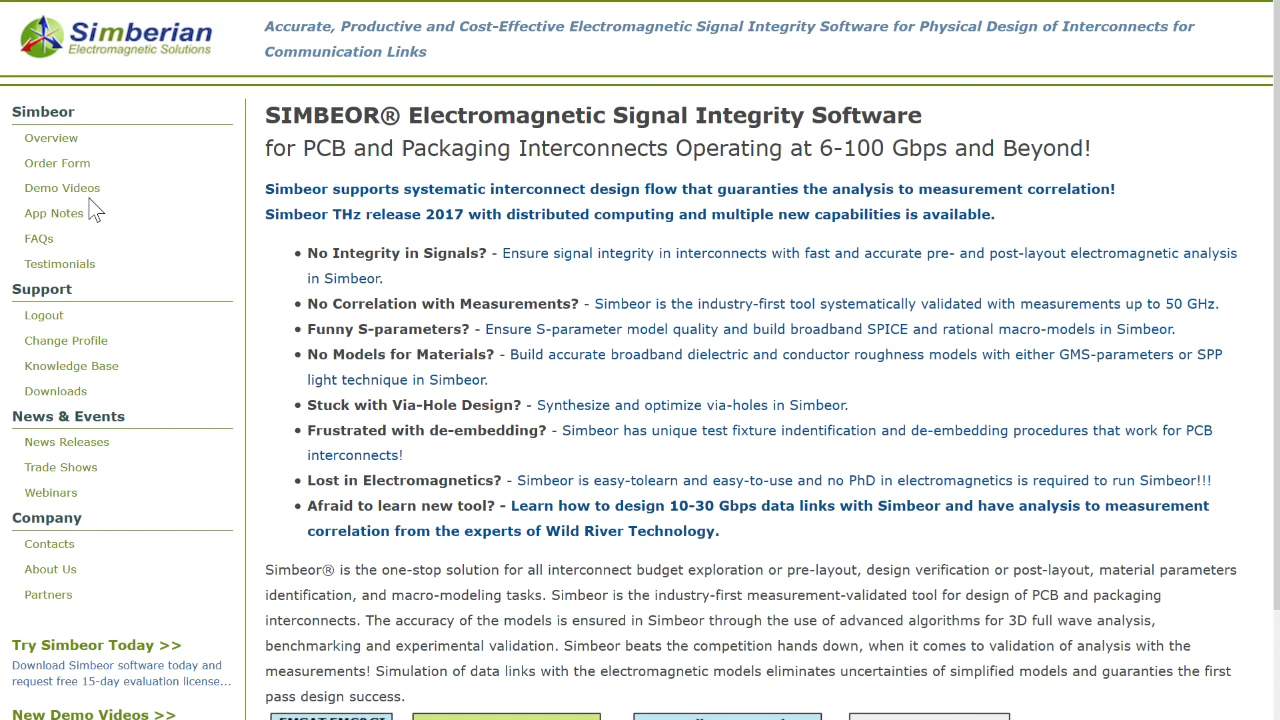 Simberian
Electromagnetic Solutions
Accurate, Productive and Cost-Effective Electromagnetic Signal Integrity Software for Physical Design of Interconnects for
Communication Links
Simbeor
Overview
Order Form
Demo Videos
App Notes
FAQs
Testimonials
Support
Logout
Change Profile
Knowledge Base
Downloads
News & Events
News Releases
Trade Shows
Webinars
Company
Contacts
About Us
Partners
Try Simbeor Today >>
Download Simbeor software today and
request free 15-day evaluation license...
New Demo Videos >>
SIMBEOR® Electromagnetic Signal Integrity Software
for PCB and Packaging Interconnects Operating at 6-100 Gbps and Beyond!
Simbeor supports systematic interconnect design flow that guaranties the analysis to measurement correlation!
Simbeor THz release 2017 with distributed computing and multiple new capabilities is available.
• No Integrity in Signals? - Ensure signal integrity in interconnects with fast and accurate pre- and post-layout electromagnetic analysis
in Simbeor.
• No Correlation with Measurements? - Simbeor is the industry-first tool systematically validated with measurements up to 50 GHz.
• Funny S-parameters? - Ensure S-parameter model quality and build broadband SPICE and rational macro-models in Simbeor.
• No Models for Materials? - Build accurate broadband dielectric and conductor roughness models with either GMS-parameters or SPP
light technique in Simbeor.
• Stuck with Via-Hole Design? - Synthesize and optimize via-holes in Simbeor.
• Frustrated with de-embedding? - Simbeor has unique test fixture indentification and de-embedding procedures that work for PCB
interconnects!
• Lost in Electromagnetics? - Simbeor is easy-tolearn and easy-to-use and no PhD in electromagnetics is required to run Simbeor!!!
• Afraid to learn new tool? - Learn how to design 10-30 Gbps data links with Simbeor and have analysis to measurement
correlation from the experts of Wild River Technology.
Simbeor® is the one-stop solution for all interconnect budget exploration or pre-layout, design verification or post-layout, material parameters
identification, and macro-modeling tasks. Simbeor is the industry-first measurement-validated tool for design of PCB and packaging
interconnects. The accuracy of the models is ensured in Simbeor through the use of advanced algorithms for 3D full wave analysis,
benchmarking and experimental validation. Simbeor beats the competition hands down, when it comes to validation of analysis with the
measurements! Simulation of data links with the electromagnetic models eliminates uncertainties of simplified models and guaranties the first
pass design success.